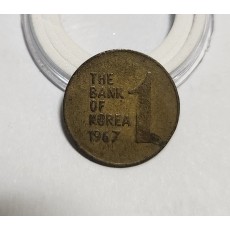 THE
BANK
OF
KOREA
1967
1